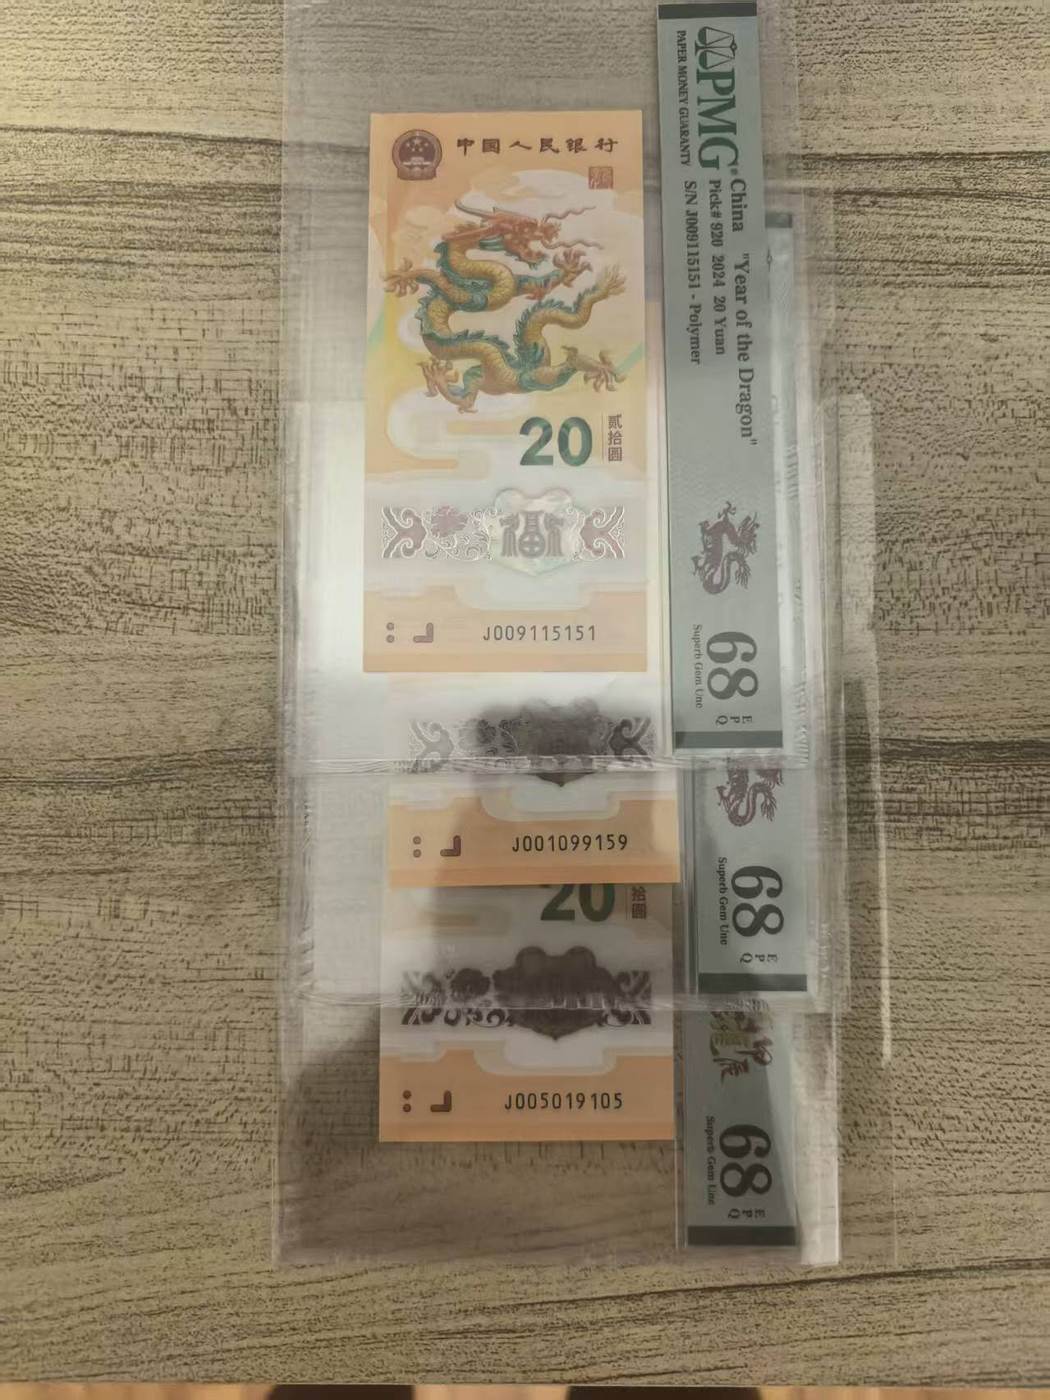 中国人民银行
20
贰拾圆
福
J009115151
PMG
PAPER MONEY GUARANTY
China "Year of the Dragon"
Pick# 920 2024 20 Yuan
S/N J009115151 - Polymer
68 EPQ
Superb Gem Unc
J001099159
68 EPQ
Superb Gem Unc
20
拾圆
J005019105
68 EPQ
Superb Gem Unc